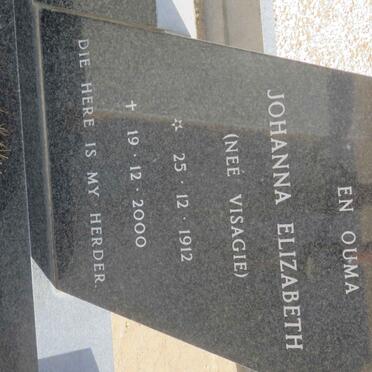 EN OUMA
JOHANNA ELIZABETH
(NEÉ VISAGIE)
☆ 25·12·1912
✝ 19·12·2000
DIE HERE IS MY HERDER.